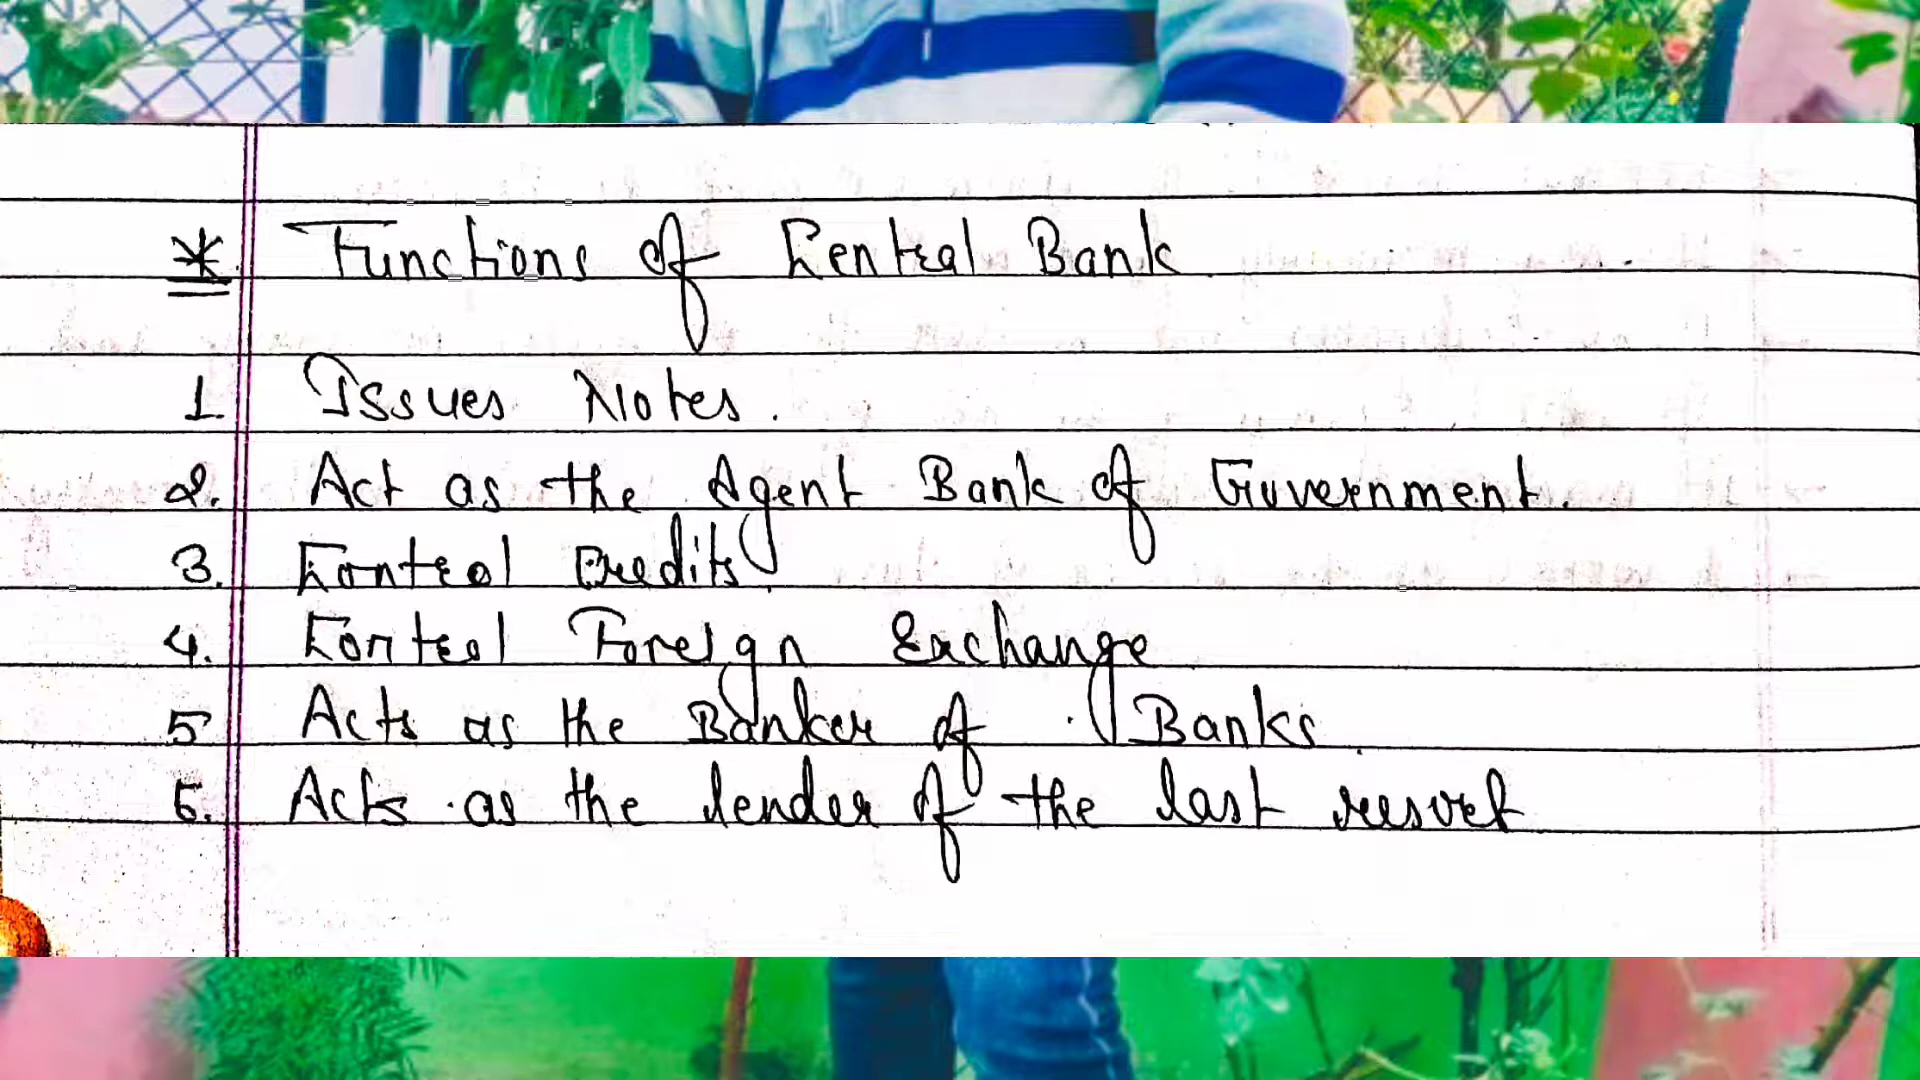 * Functions of Central Bank
1. Issues Notes.
2. Act as the Agent Bank of Government.
3. Control Credits
4. Control Foreign Exchange
5 Acts as the Banker of Banks.
6. Acts as the lender of the last resort